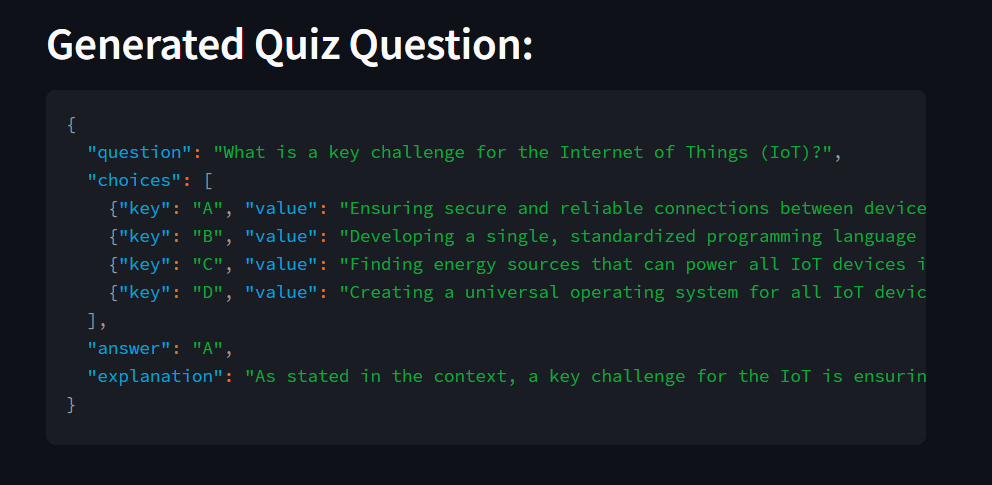 Generated Quiz Question:
{
  "question": "What is a key challenge for the Internet of Things (IoT)?",
  "choices": [
    {"key": "A", "value": "Ensuring secure and reliable connections between device
    {"key": "B", "value": "Developing a single, standardized programming language
    {"key": "C", "value": "Finding energy sources that can power all IoT devices i
    {"key": "D", "value": "Creating a universal operating system for all IoT devic
  ],
  "answer": "A",
  "explanation": "As stated in the context, a key challenge for the IoT is ensurin
}